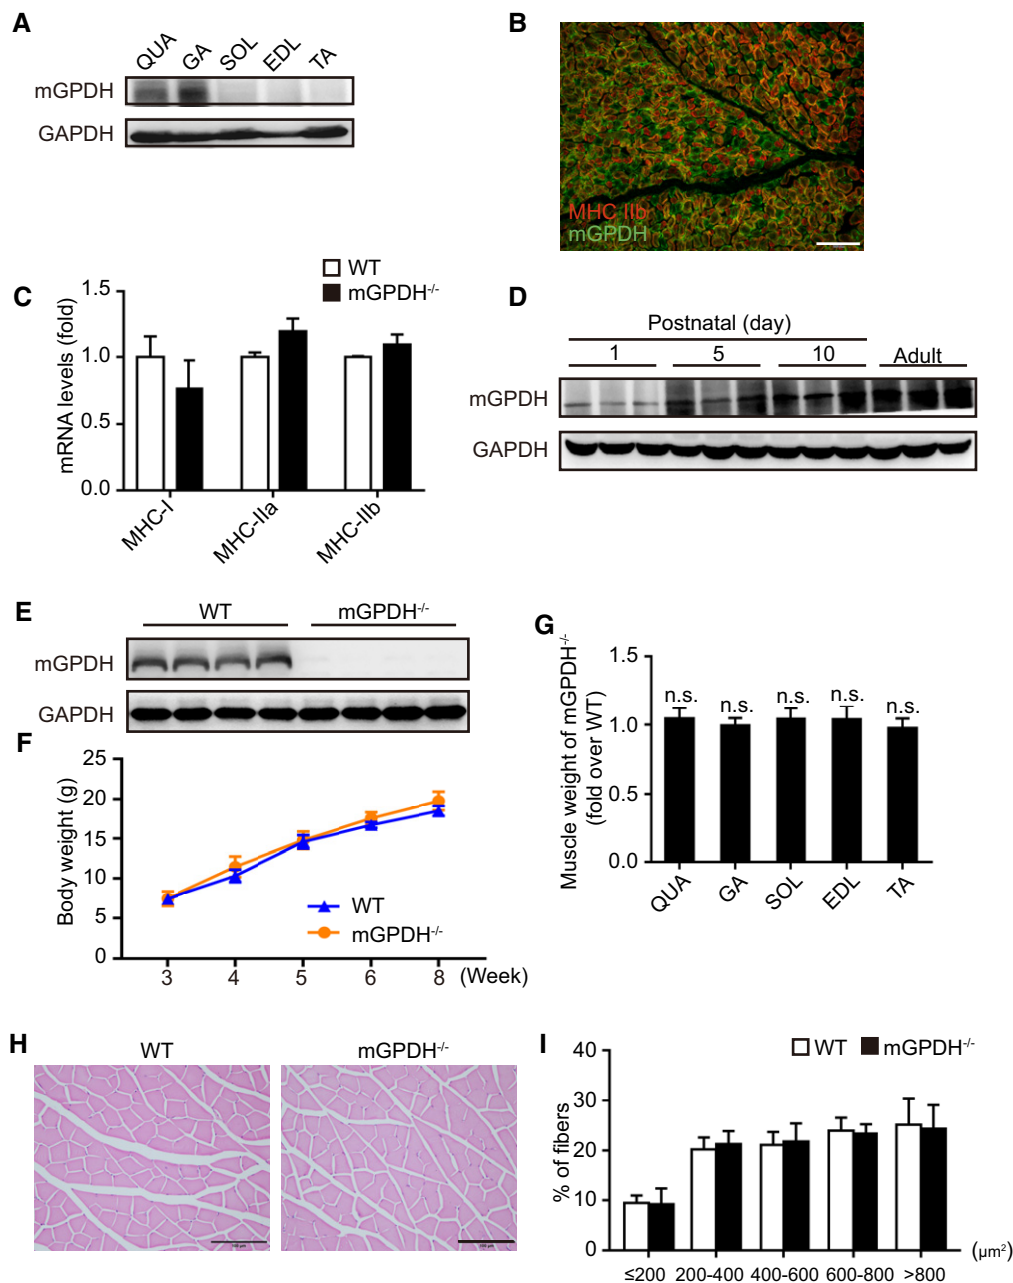 A
QUA GA SOL EDL TA
mGPDH
GAPDH
B
MHC IIb
mGPDH
C
WT
mGPDH-/-
mRNA levels (fold)
1.5
1.0
0.5
0.0
MHC-I MHC-IIa MHC-IIb
D
Postnatal (day)
1 5 10 Adult
mGPDH
GAPDH
E
WT mGPDH-/-
mGPDH
GAPDH
F
Body weight (g)
25
20
15
10
5
0
WT
mGPDH-/-
3 4 5 6 8 (Week)
G
Muscle weight of mGPDH-/-
(fold over WT)
1.5
1.0
0.5
0.0
n.s. n.s. n.s. n.s. n.s.
QUA GA SOL EDL TA
H
WT mGPDH-/-
I
WT mGPDH-/-
% of fibers
40
30
20
10
0
≤200 200-400 400-600 600-800 >800 (μm²)